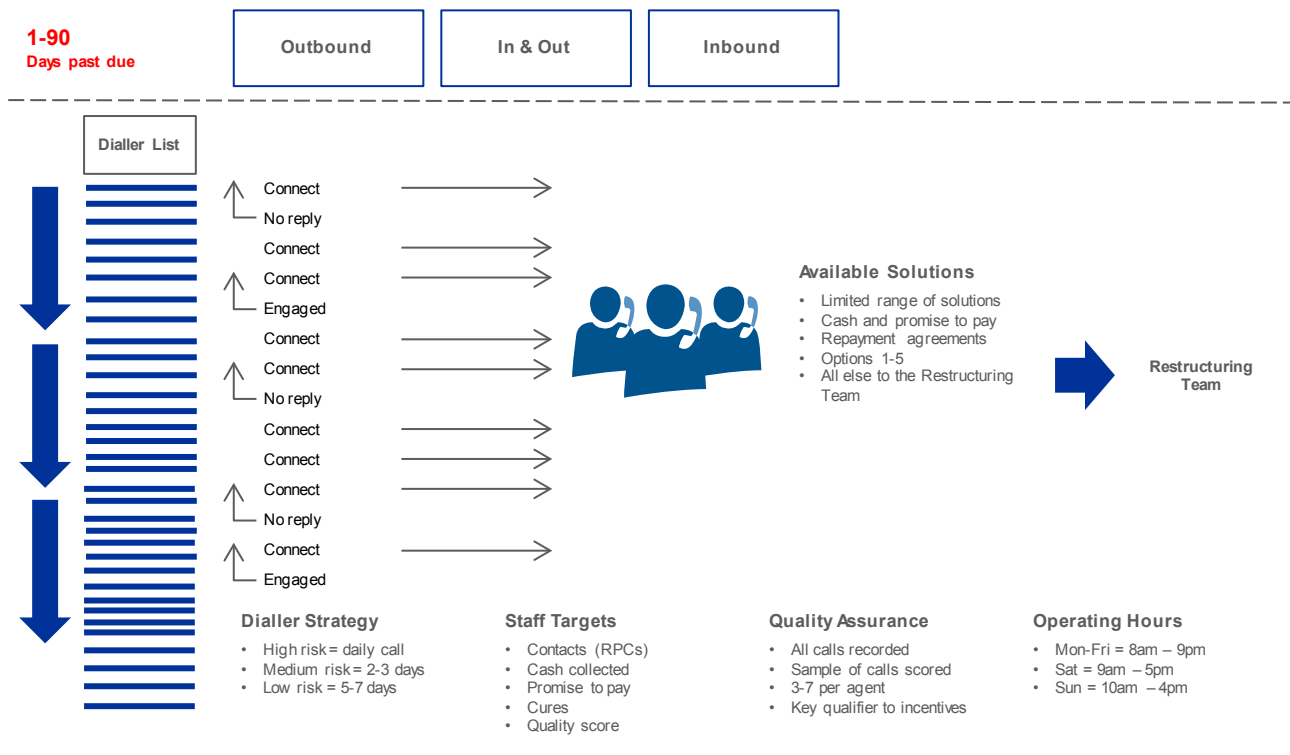 1-90
Days past due
Outbound
In & Out
Inbound
Dialler List
Connect
No reply
Connect
Connect
Engaged
Connect
Connect
No reply
Connect
Connect
Connect
No reply
Connect
Engaged
Available Solutions
• Limited range of solutions
• Cash and promise to pay
• Repayment agreements
• Options 1-5
• All else to the Restructuring
Team
Restructuring
Team
Dialler Strategy
• High risk = daily call
• Medium risk = 2-3 days
• Low risk = 5-7 days
Staff Targets
• Contacts (RPCs)
• Cash collected
• Promise to pay
• Cures
• Quality score
Quality Assurance
• All calls recorded
• Sample of calls scored
• 3-7 per agent
• Key qualifier to incentives
Operating Hours
• Mon-Fri = 8am – 9pm
• Sat = 9am – 5pm
• Sun = 10am – 4pm